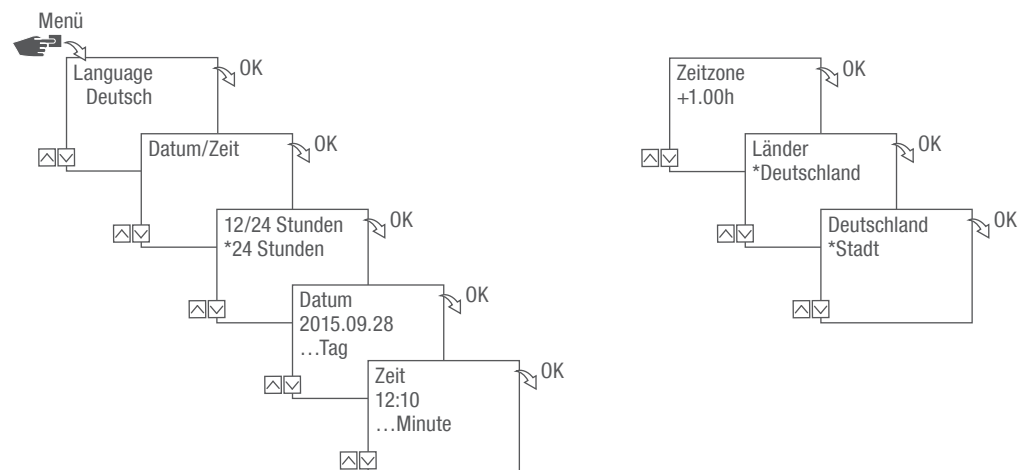 Menü
Language
Deutsch
OK
Datum/Zeit
OK
12/24 Stunden
*24 Stunden
OK
Datum
2015.09.28
…Tag
OK
Zeit
12:10
…Minute
OK
Zeitzone
+1.00h
OK
Länder
*Deutschland
OK
Deutschland
*Stadt
OK